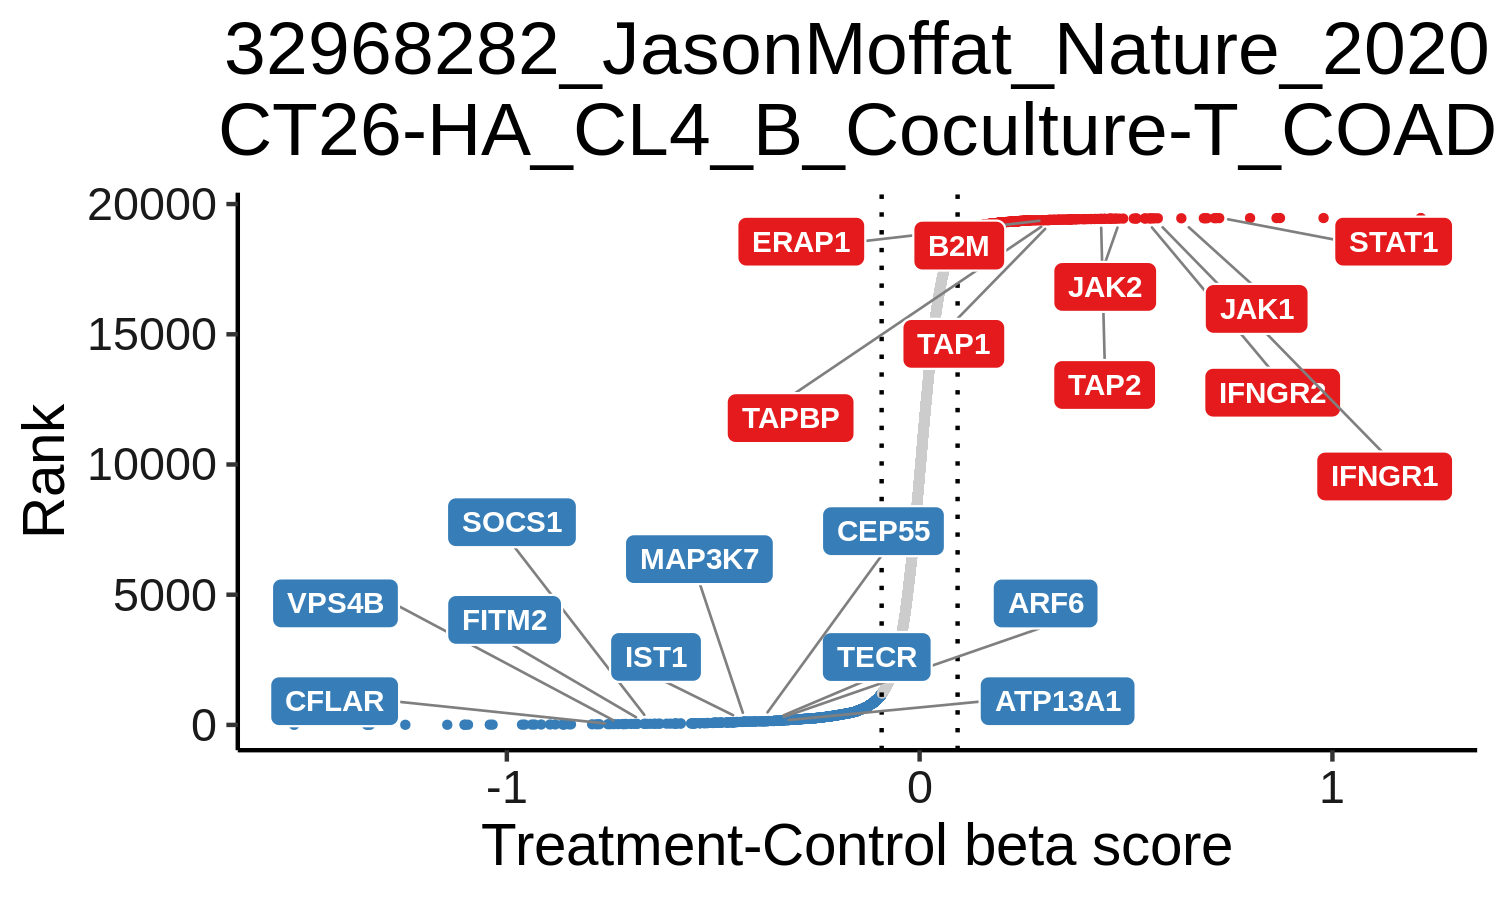 32968282_JasonMoffat_Nature_2020
CT26-HA_CL4_B_Coculture-T_COAD
20000
15000
10000
5000
0
Rank
ERAP1
B2M
STAT1
JAK2
JAK1
TAP1
TAP2
IFNGR2
TAPBP
IFNGR1
SOCS1
CEP55
MAP3K7
VPS4B
FITM2
ARF6
IST1
TECR
CFLAR
ATP13A1
-1
0
1
Treatment-Control beta score